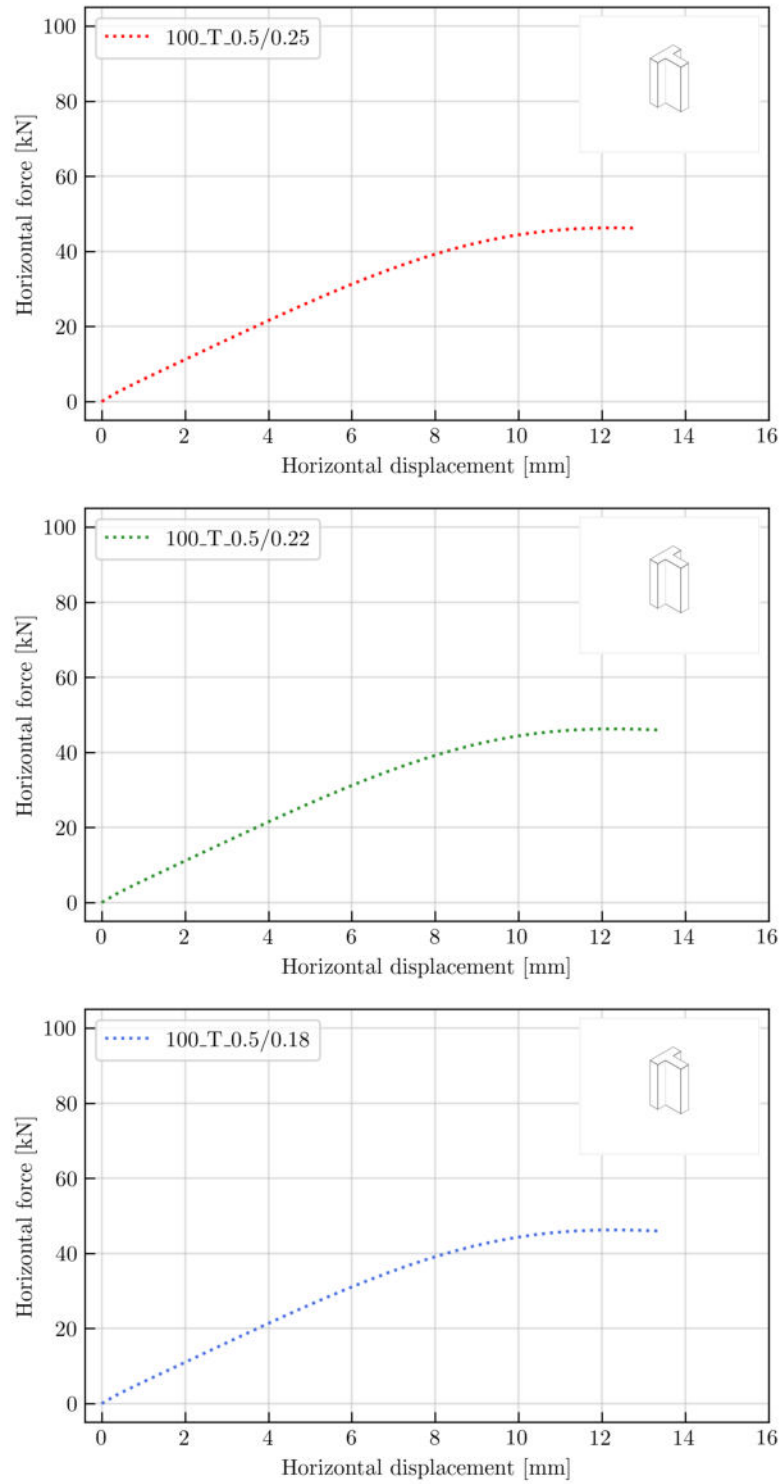 100
80
60
40
20
0
Horizontal force [kN]
100_T_0.5/0.25
0 2 4 6 8 10 12 14 16
Horizontal displacement [mm]
100
80
60
40
20
0
Horizontal force [kN]
100_T_0.5/0.22
0 2 4 6 8 10 12 14 16
Horizontal displacement [mm]
100
80
60
40
20
0
Horizontal force [kN]
100_T_0.5/0.18
0 2 4 6 8 10 12 14 16
Horizontal displacement [mm]